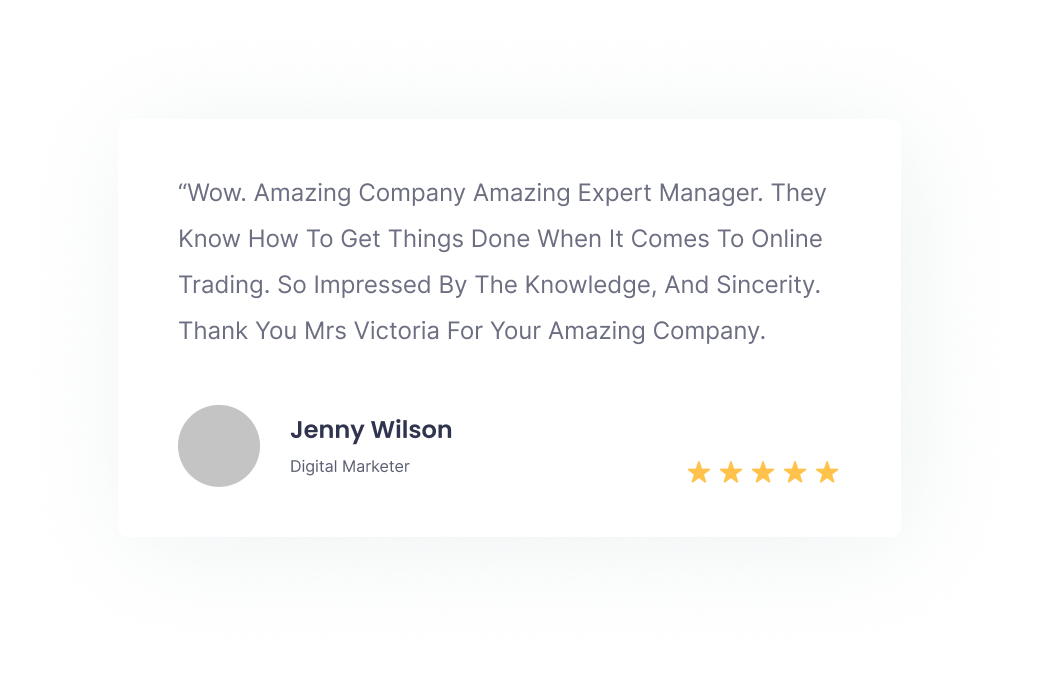 “Wow. Amazing Company Amazing Expert Manager. They
Know How To Get Things Done When It Comes To Online
Trading. So Impressed By The Knowledge, And Sincerity.
Thank You Mrs Victoria For Your Amazing Company.
Jenny Wilson
Digital Marketer